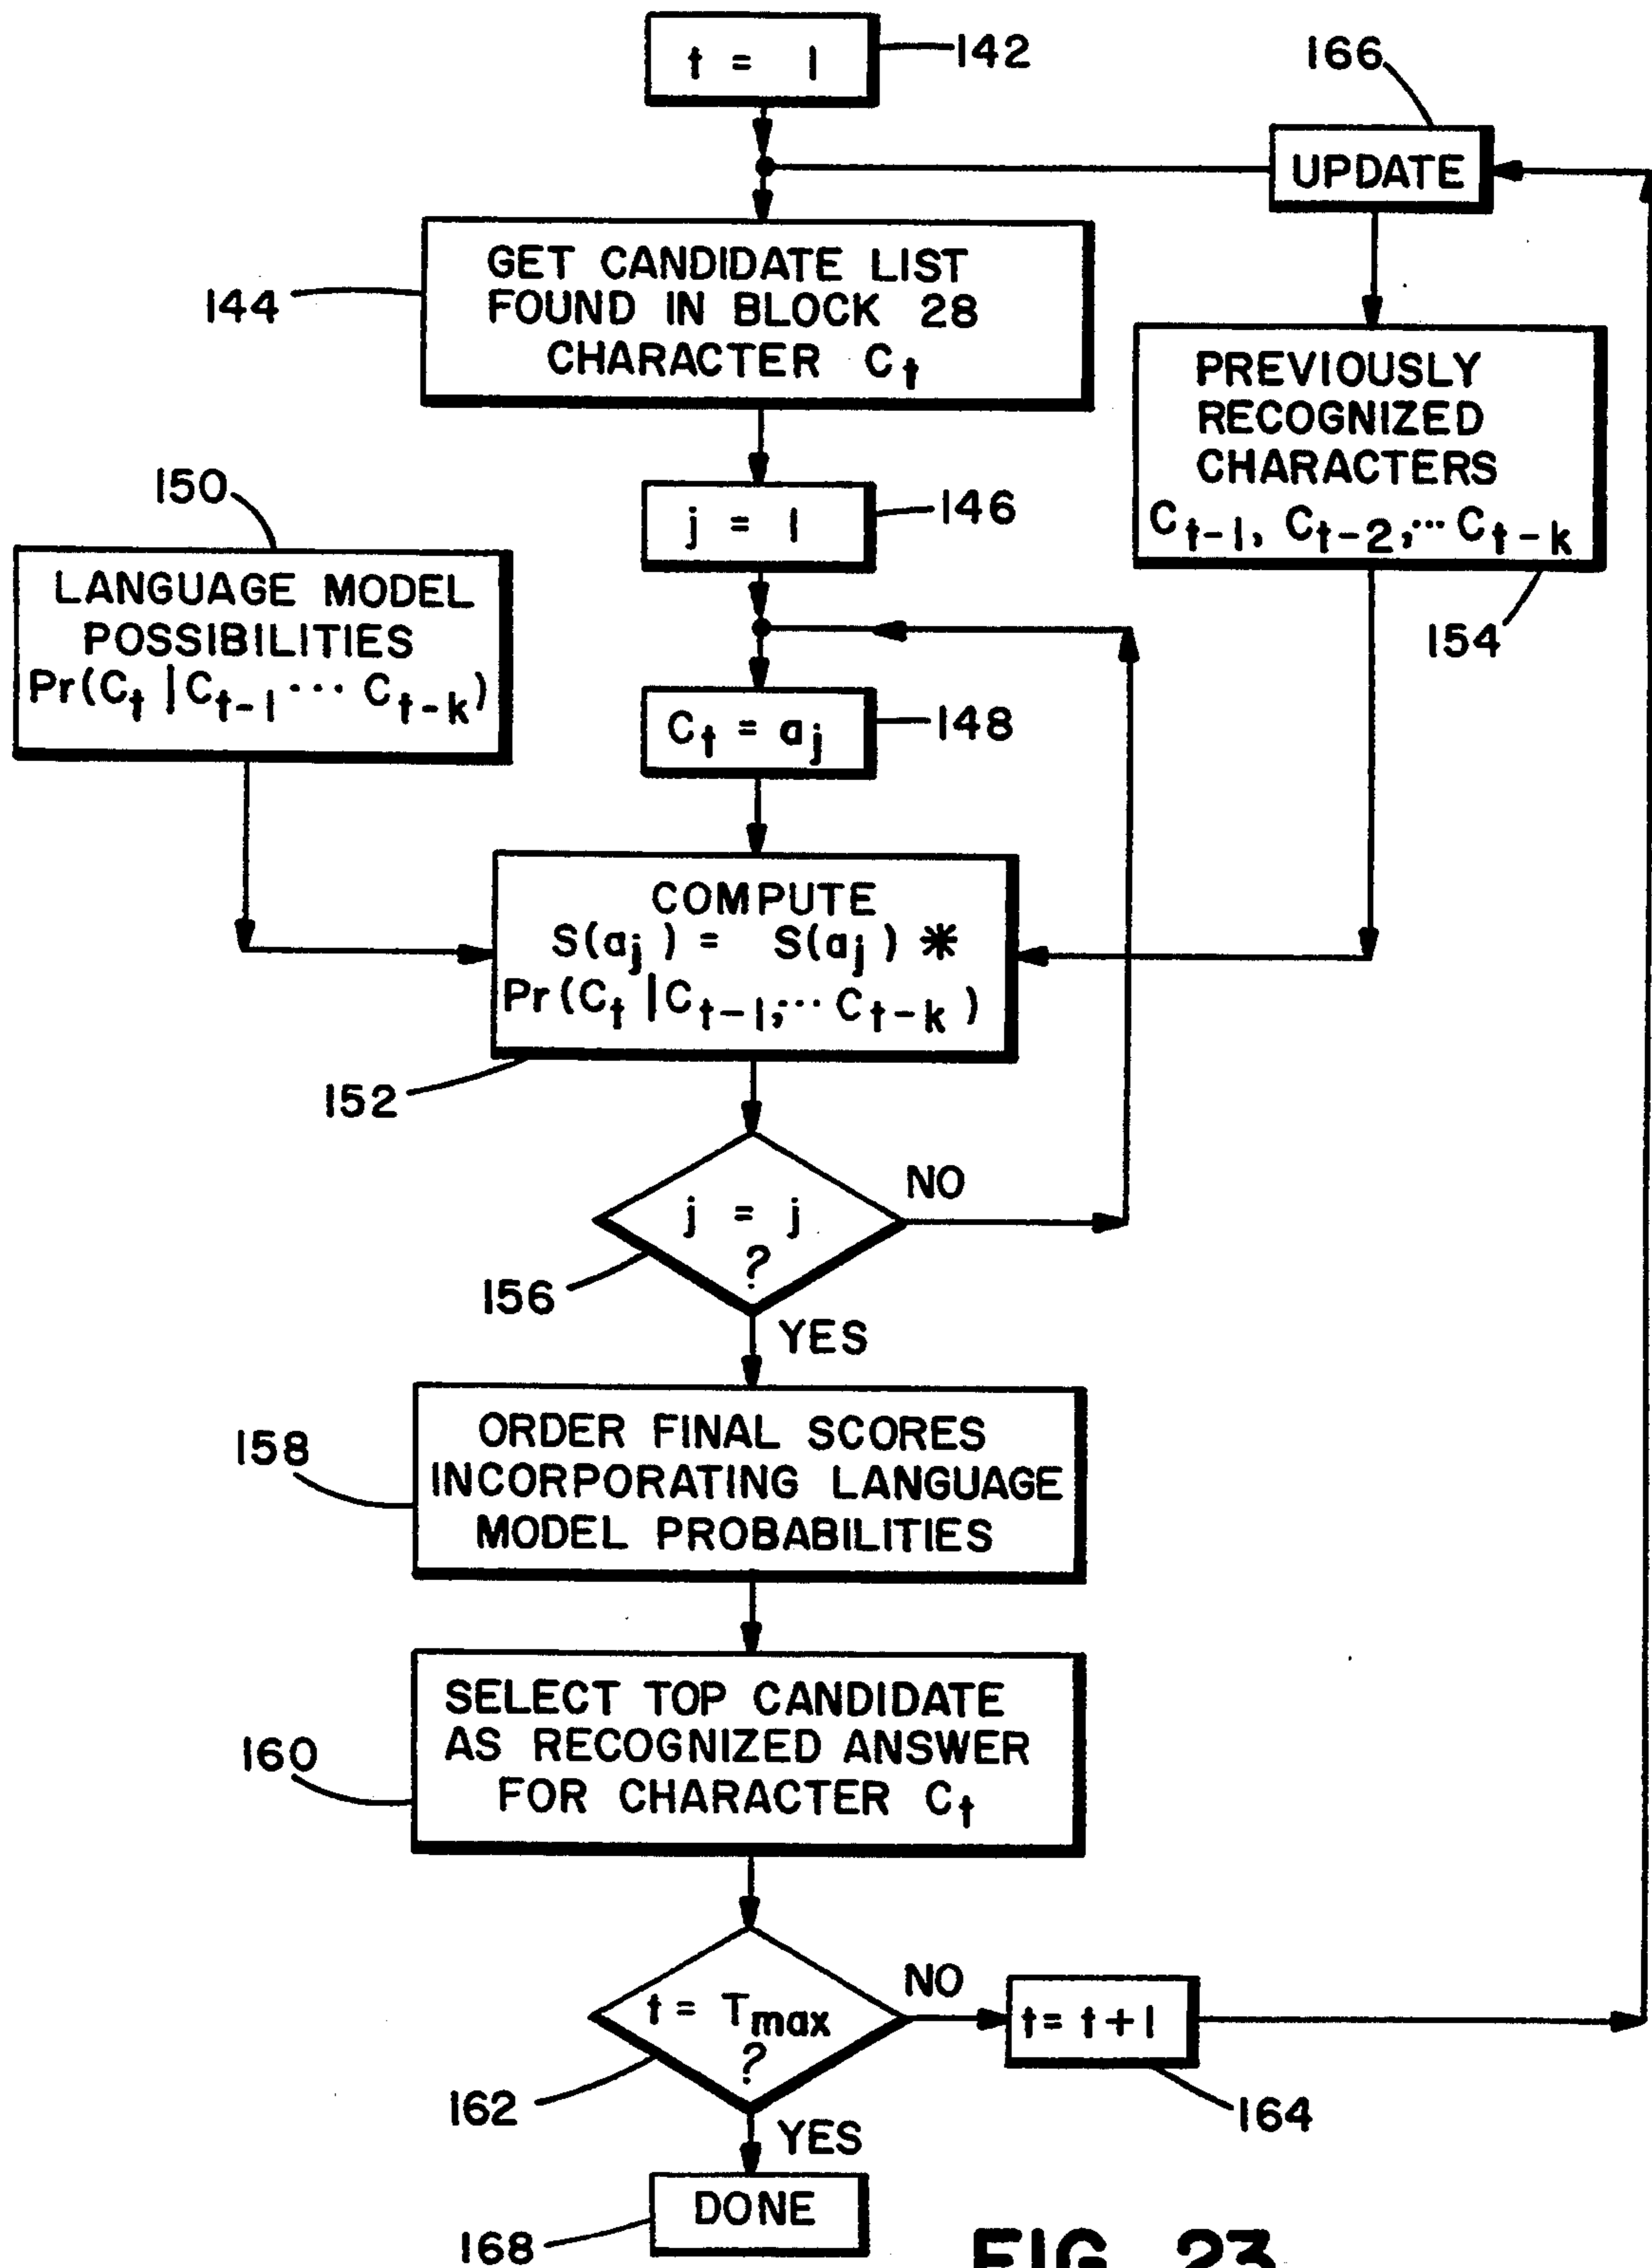 t = 1
142
166
UPDATE
GET CANDIDATE LIST
FOUND IN BLOCK 28
CHARACTER Ct
144
PREVIOUSLY
RECOGNIZED
CHARACTERS
Ct-1, Ct-2,... Ct-k
154
j = 1
146
150
LANGUAGE MODEL
POSSIBILITIES
Pr(Ct |Ct-1 ... Ct-k)
Ct = aj
148
COMPUTE
S(aj) = S(aj) *
Pr(Ct |Ct-1,... Ct-k)
152
j = j
?
NO
156
YES
ORDER FINAL SCORES
INCORPORATING LANGUAGE
MODEL PROBABILITIES
158
SELECT TOP CANDIDATE
AS RECOGNIZED ANSWER
FOR CHARACTER Ct
160
t = Tmax
?
NO
t = t+1
162
164
YES
DONE
168
FIG. 23